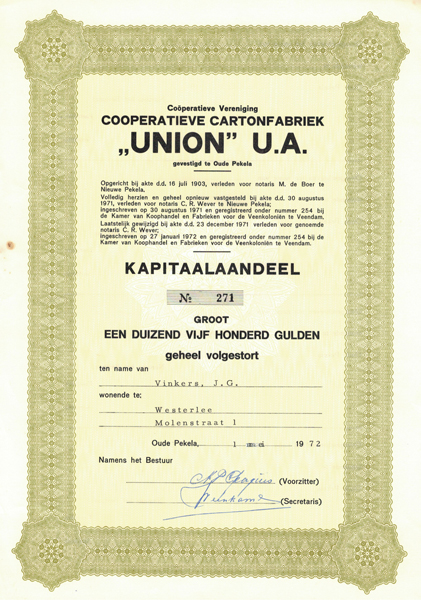 Coöperatieve Vereniging
COOPERATIEVE CARTONFABRIEK
„UNION” U.A.
gevestigd te Oude Pekela
Opgericht bij akte d.d. 16 juli 1903, verleden voor notaris M. de Boer te
Nieuwe Pekela.
Volledig herzien en geheel opnieuw vastgesteld bij akte d.d. 30 augustus
1971, verleden voor notaris C. R. Wever te Nieuwe Pekela;
ingeschreven op 30 augustus 1971 en geregistreerd onder nummer 254 bij
de Kamer van Koophandel en Fabrieken voor de Veenkoloniën te Veendam.
Laatstelijk gewijzigd bij akte d.d. 23 december 1971 verleden voor genoemde
notaris C. R. Wever;
ingeschreven op 27 januari 1972 en geregistreerd onder nummer 254 bij de
Kamer van Koophandel en Fabrieken voor de Veenkoloniën te Veendam.
KAPITAALAANDEEL
No 271
GROOT
EEN DUIZEND VIJF HONDERD GULDEN
geheel volgestort
ten name van
Vinkers, J.G.
wonende te:
Westerlee
Molenstraat 1
Oude Pekela, 1 mei 1972
Namens het Bestuur
(Voorzitter)
(Secretaris)